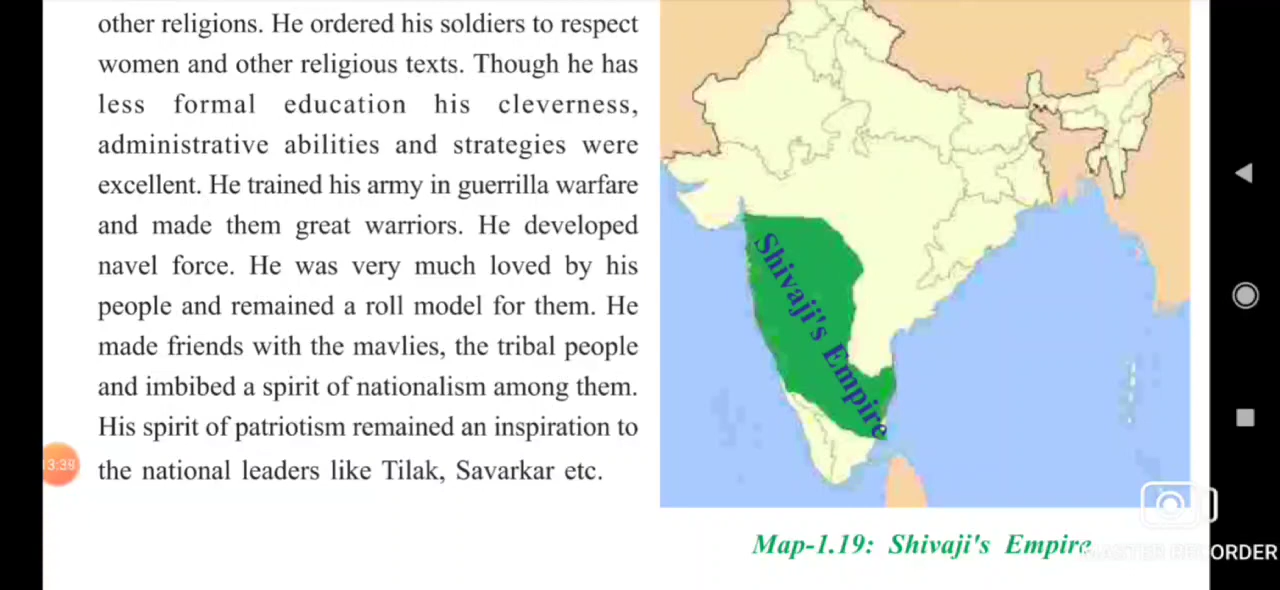 other religions. He ordered his soldiers to respect
women and other religious texts. Though he has
less formal education his cleverness,
administrative abilities and strategies were
excellent. He trained his army in guerrilla warfare
and made them great warriors. He developed
navel force. He was very much loved by his
people and remained a roll model for them. He
made friends with the mavlies, the tribal people
and imbibed a spirit of nationalism among them.
His spirit of patriotism remained an inspiration to
the national leaders like Tilak, Savarkar etc.
Shivaji's Empire
Map-1.19: Shivaji's Empire
13:38
MASTER RECORDER